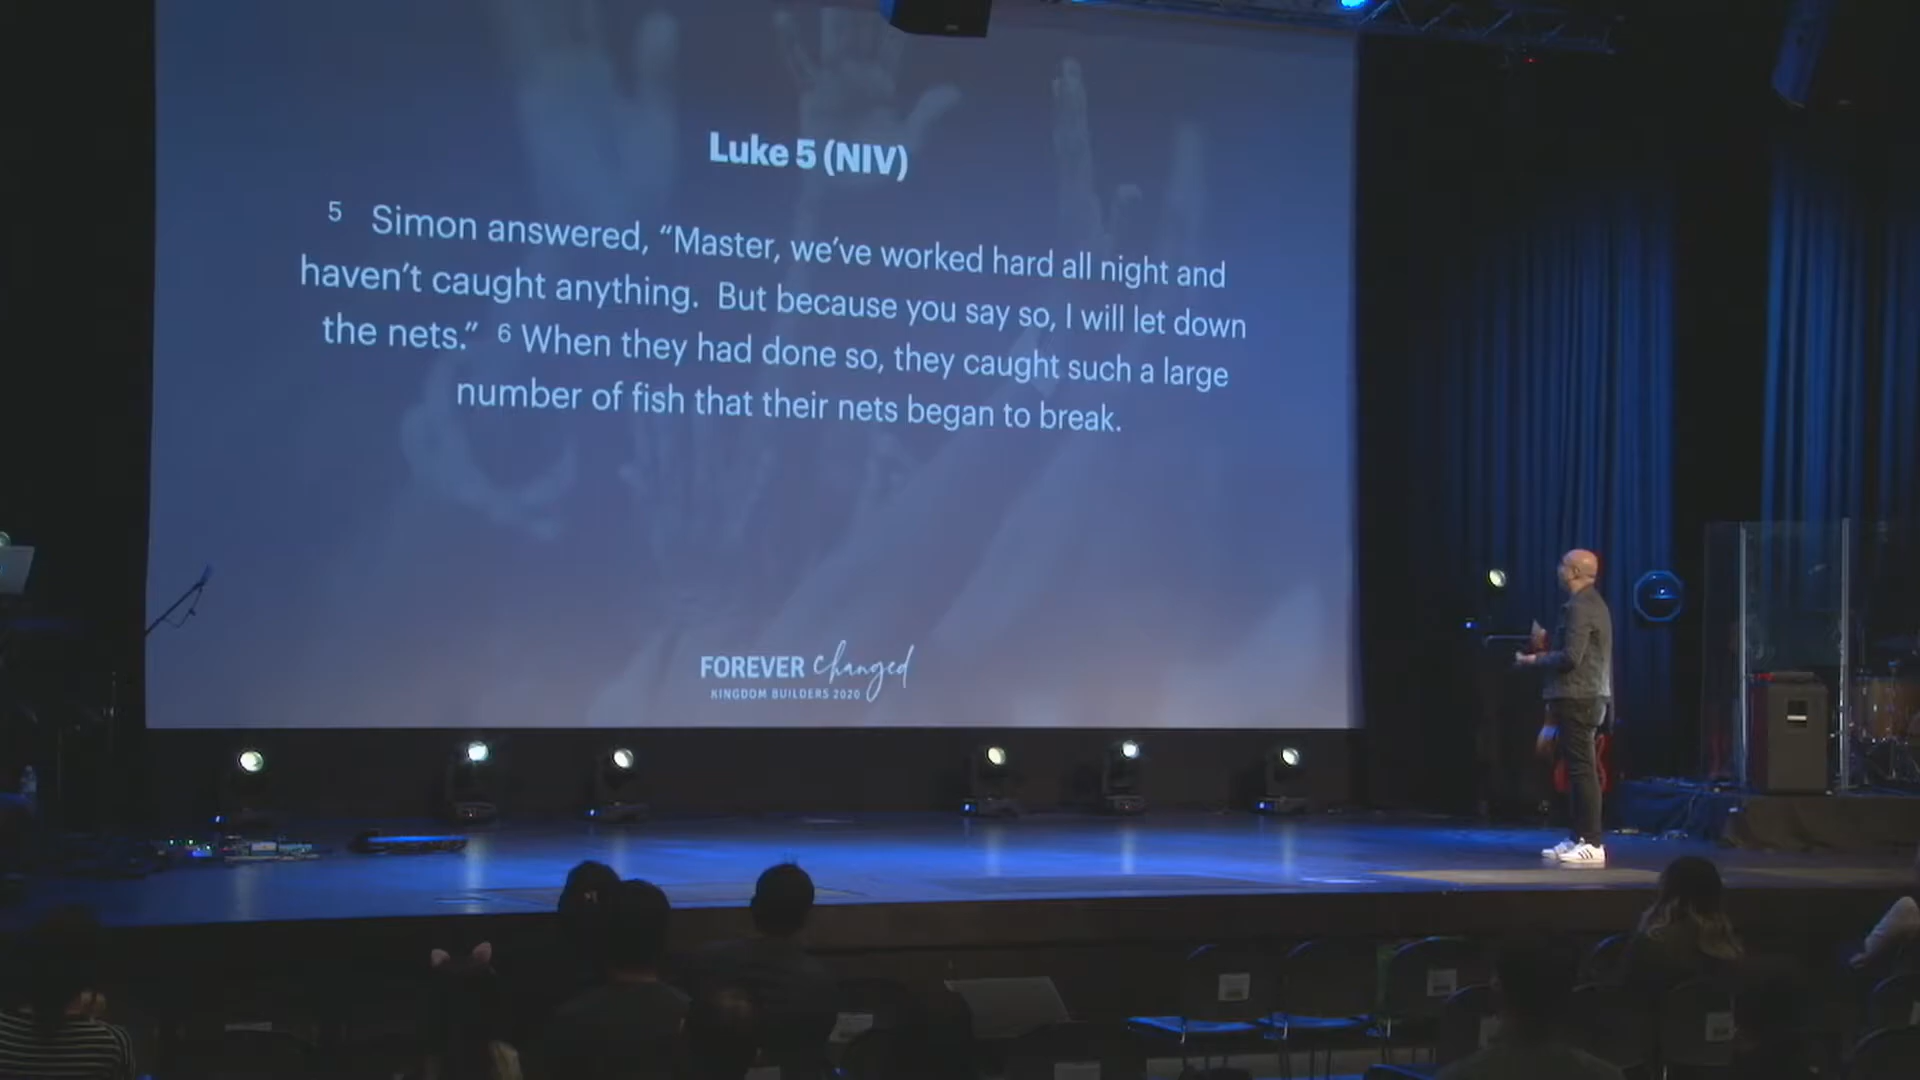 Luke 5 (NIV)
5 Simon answered, “Master, we’ve worked hard all night and
haven’t caught anything. But because you say so, I will let down
the nets.” 6 When they had done so, they caught such a large
number of fish that their nets began to break.
FOREVER changed
KINGDOM BUILDERS 2020